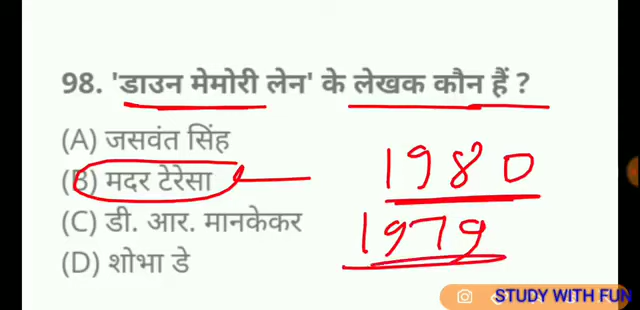 98. 'डाउन मेमोरी लेन' के लेखक कौन हैं ?
(A) जसवंत सिंह
(B) मदर टेरेसा
(C) डी. आर. मानकेकर
(D) शोभा डे
1980
1979
STUDY WITH FUN